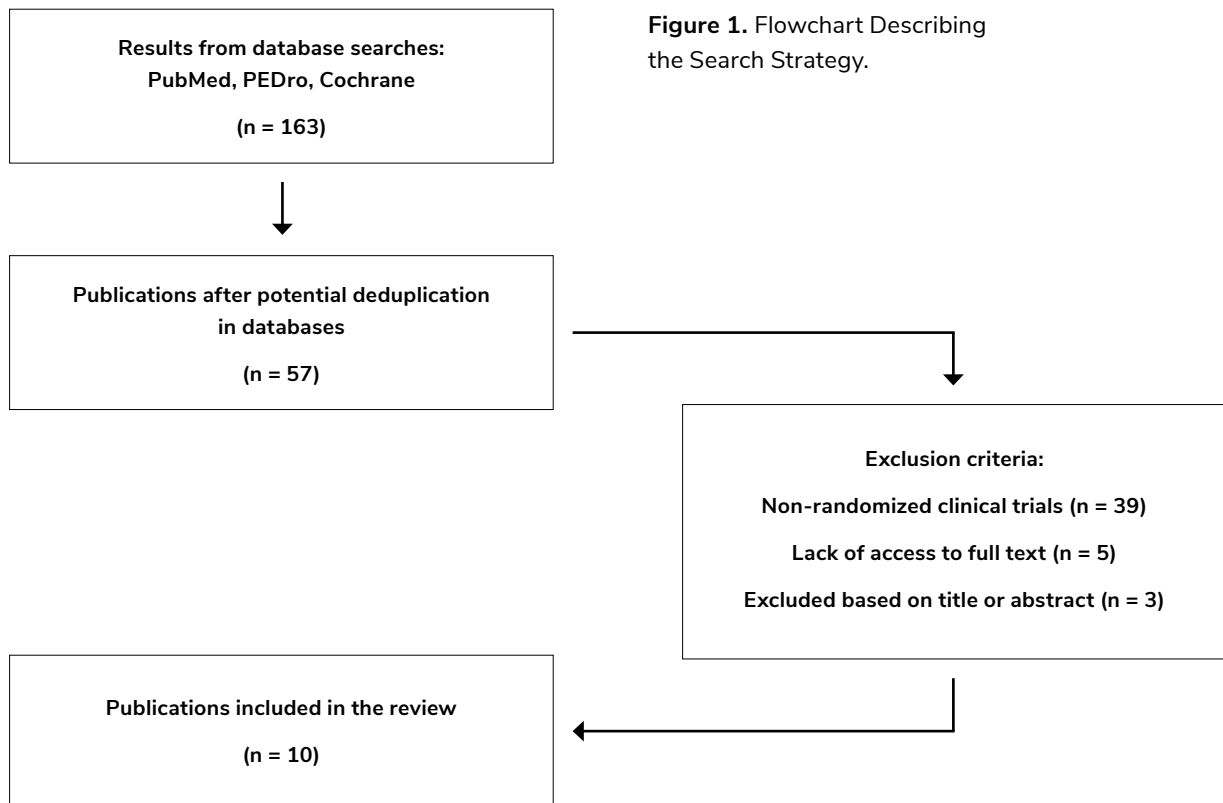 Results from database searches:
PubMed, PEDro, Cochrane
(n = 163)
Figure 1. Flowchart Describing
the Search Strategy.
Publications after potential deduplication
in databases
(n = 57)
Exclusion criteria:
Non-randomized clinical trials (n = 39)
Lack of access to full text (n = 5)
Excluded based on title or abstract (n = 3)
Publications included in the review
(n = 10)